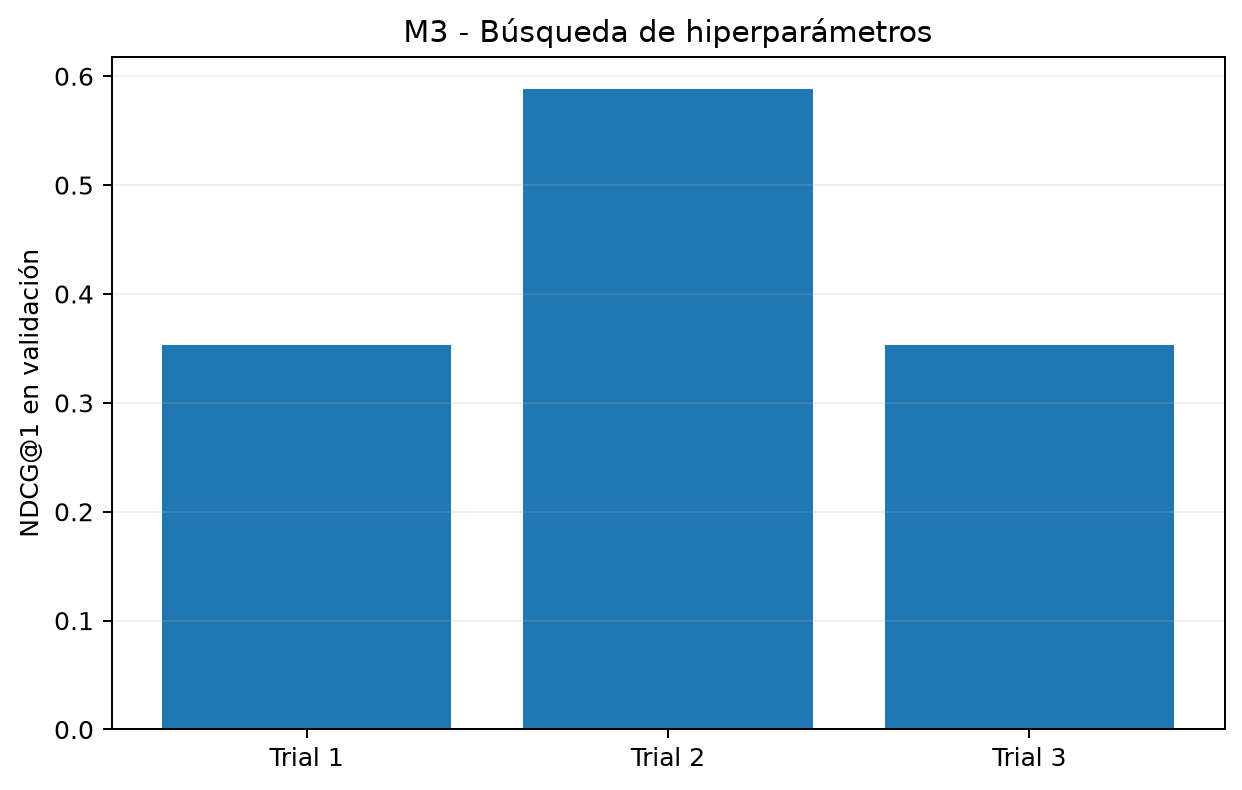 M3 - Búsqueda de hiperparámetros
NDCG@1 en validación
0.6
0.5
0.4
0.3
0.2
0.1
0.0
Trial 1
Trial 2
Trial 3